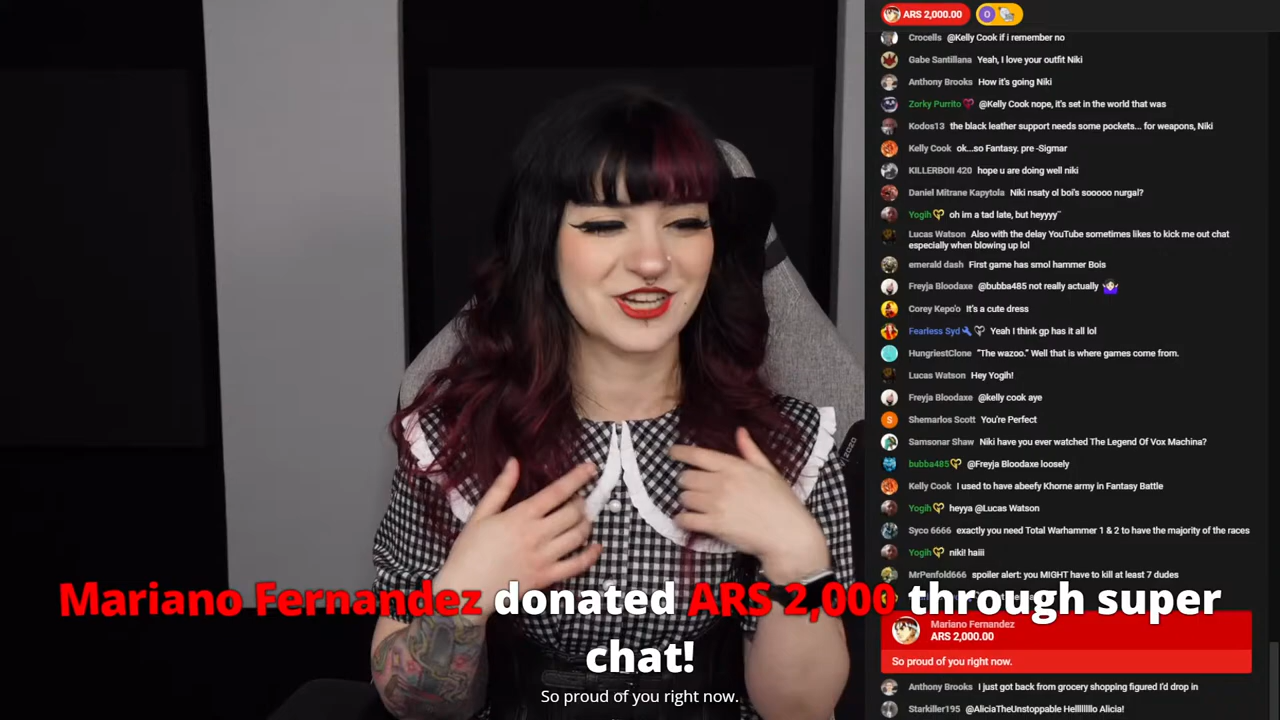 ARS 2,000.00
Crocells @Kelly Cook if i remember no
Gabe Santillana Yeah, I love your outfit Niki
Anthony Brooks How it's going Niki
Zorky Purrito @Kelly Cook nope, it's set in the world that was
Kodos13 the black leather support needs some pockets... for weapons, Niki
Kelly Cook ok...so Fantasy. pre -Sigmar
KILLERBOII 420 hope u are doing well niki
Daniel Mitrane Kapytola Niki nsaty ol boi's sooooo nurgal?
Yogih oh im a tad late, but heyyyy˜
Lucas Watson Also with the delay YouTube sometimes likes to kick me out chat
especially when blowing up lol
emerald dash First game has smol hammer Bois
Freyja Bloodaxe @bubba485 not really actually
Corey Kepo'o It's a cute dress
Fearless Syd Yeah I think gp has it all lol
HungriestClone “The wazoo.” Well that is where games come from.
Lucas Watson Hey Yogih!
Freyja Bloodaxe @kelly cook aye
Shemarlos Scott You're Perfect
Samsonar Shaw Niki have you ever watched The Legend Of Vox Machina?
bubba485 @Freyja Bloodaxe loosely
Kelly Cook I used to have abeefy Khorne army in Fantasy Battle
Yogih heyya @Lucas Watson
Syco 6666 exactly you need Total Warhammer 1 & 2 to have the majority of the races
Yogih niki! haiii
MrPenfold666 spoiler alert: you MIGHT have to kill at least 7 dudes
Mariano Fernandez
ARS 2,000.00
So proud of you right now.
Anthony Brooks I just got back from grocery shopping figured I'd drop in
Starkiller195 @AliciaTheUnstoppable Helllllllllo Alicia!
Mariano Fernandez donated ARS 2,000 through super
chat!
So proud of you right now.